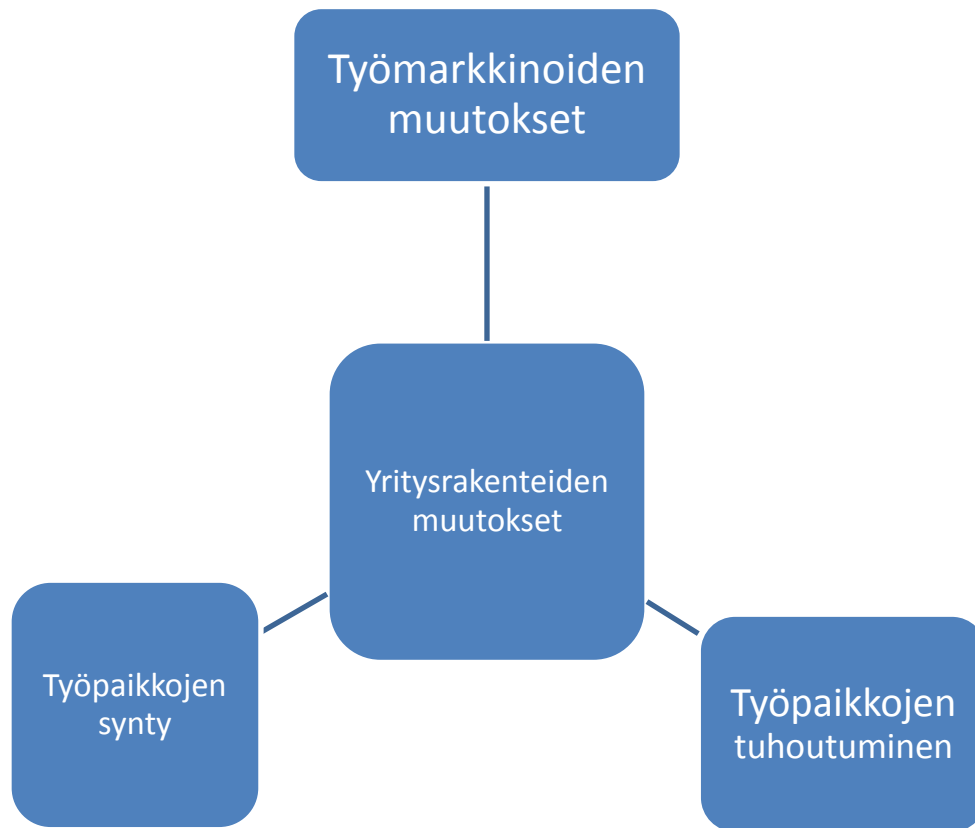 Työmarkkinoiden
muutokset
Yritysrakenteiden
muutokset
Työpaikkojen
synty
Työpaikkojen
tuhoutuminen